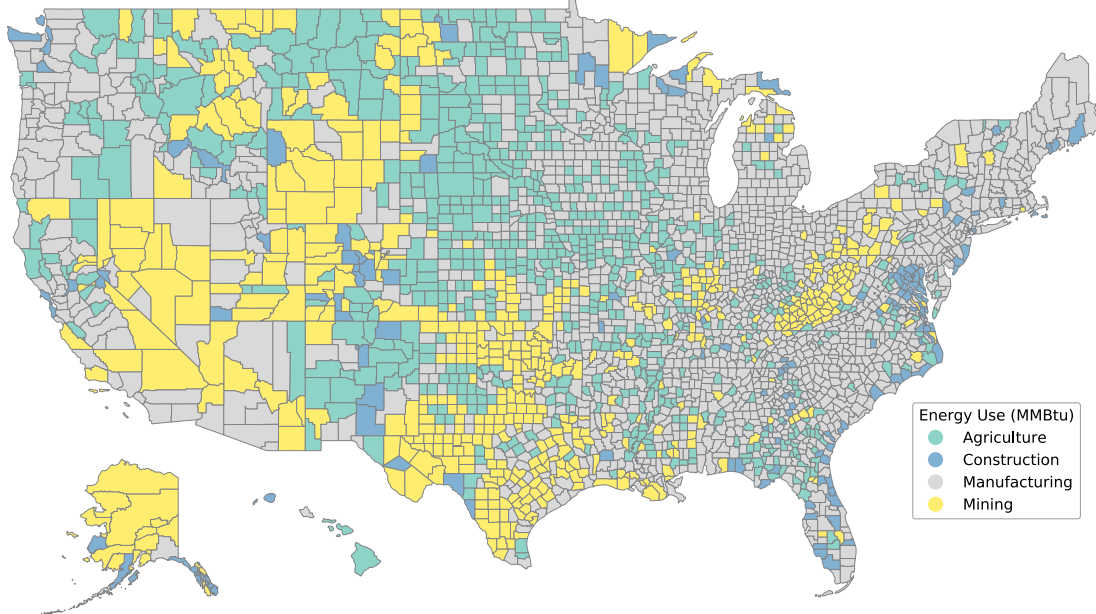 Energy Use (MMBtu)
Agriculture
Construction
Manufacturing
Mining